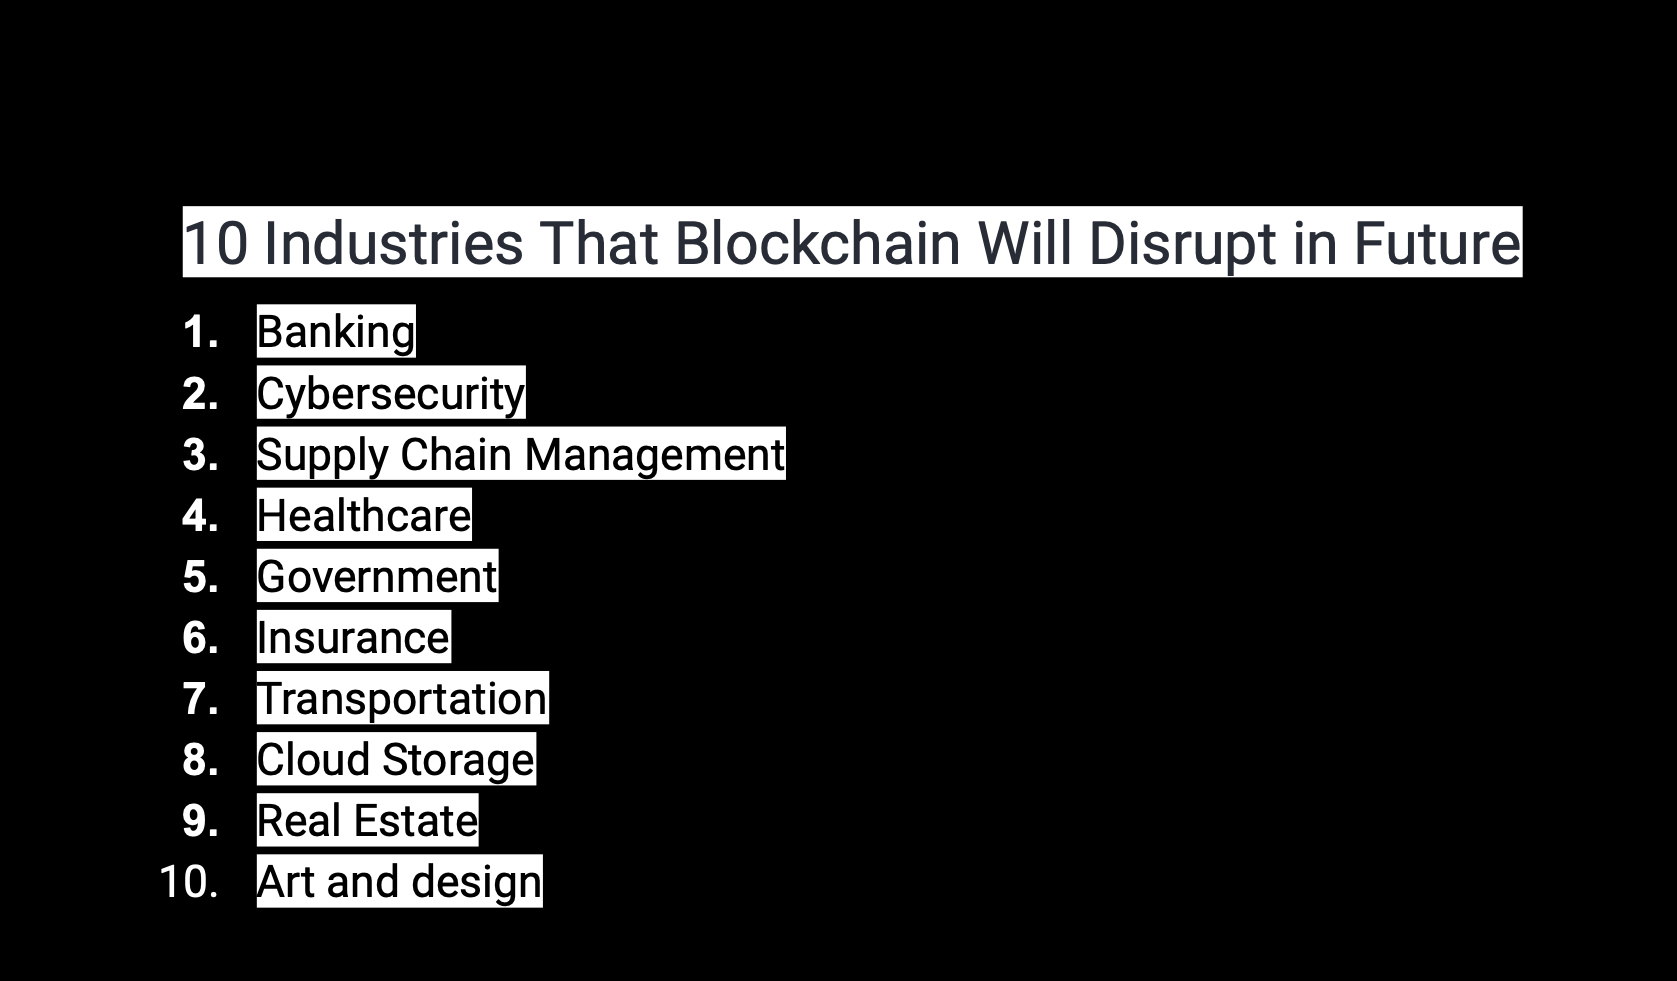 10 Industries That Blockchain Will Disrupt in Future
1. Banking
2. Cybersecurity
3. Supply Chain Management
4. Healthcare
5. Government
6. Insurance
7. Transportation
8. Cloud Storage
9. Real Estate
10. Art and design